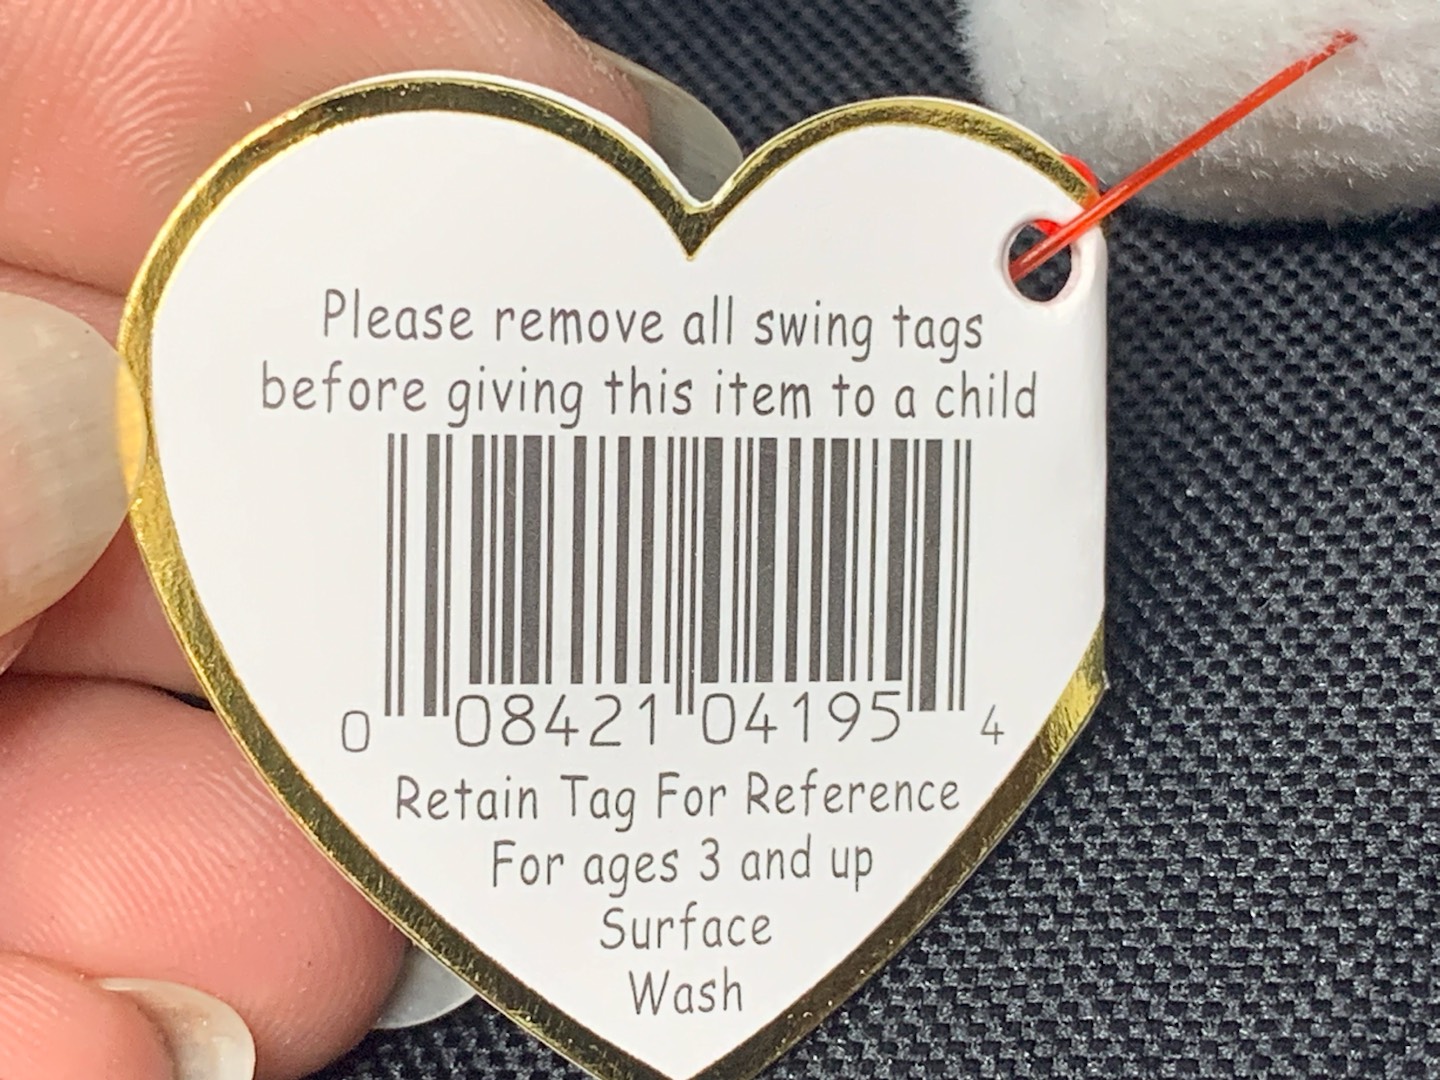 Please remove all swing tags
before giving this item to a child
0 08421 04195 4
Retain Tag For Reference
For ages 3 and up
Surface
Wash